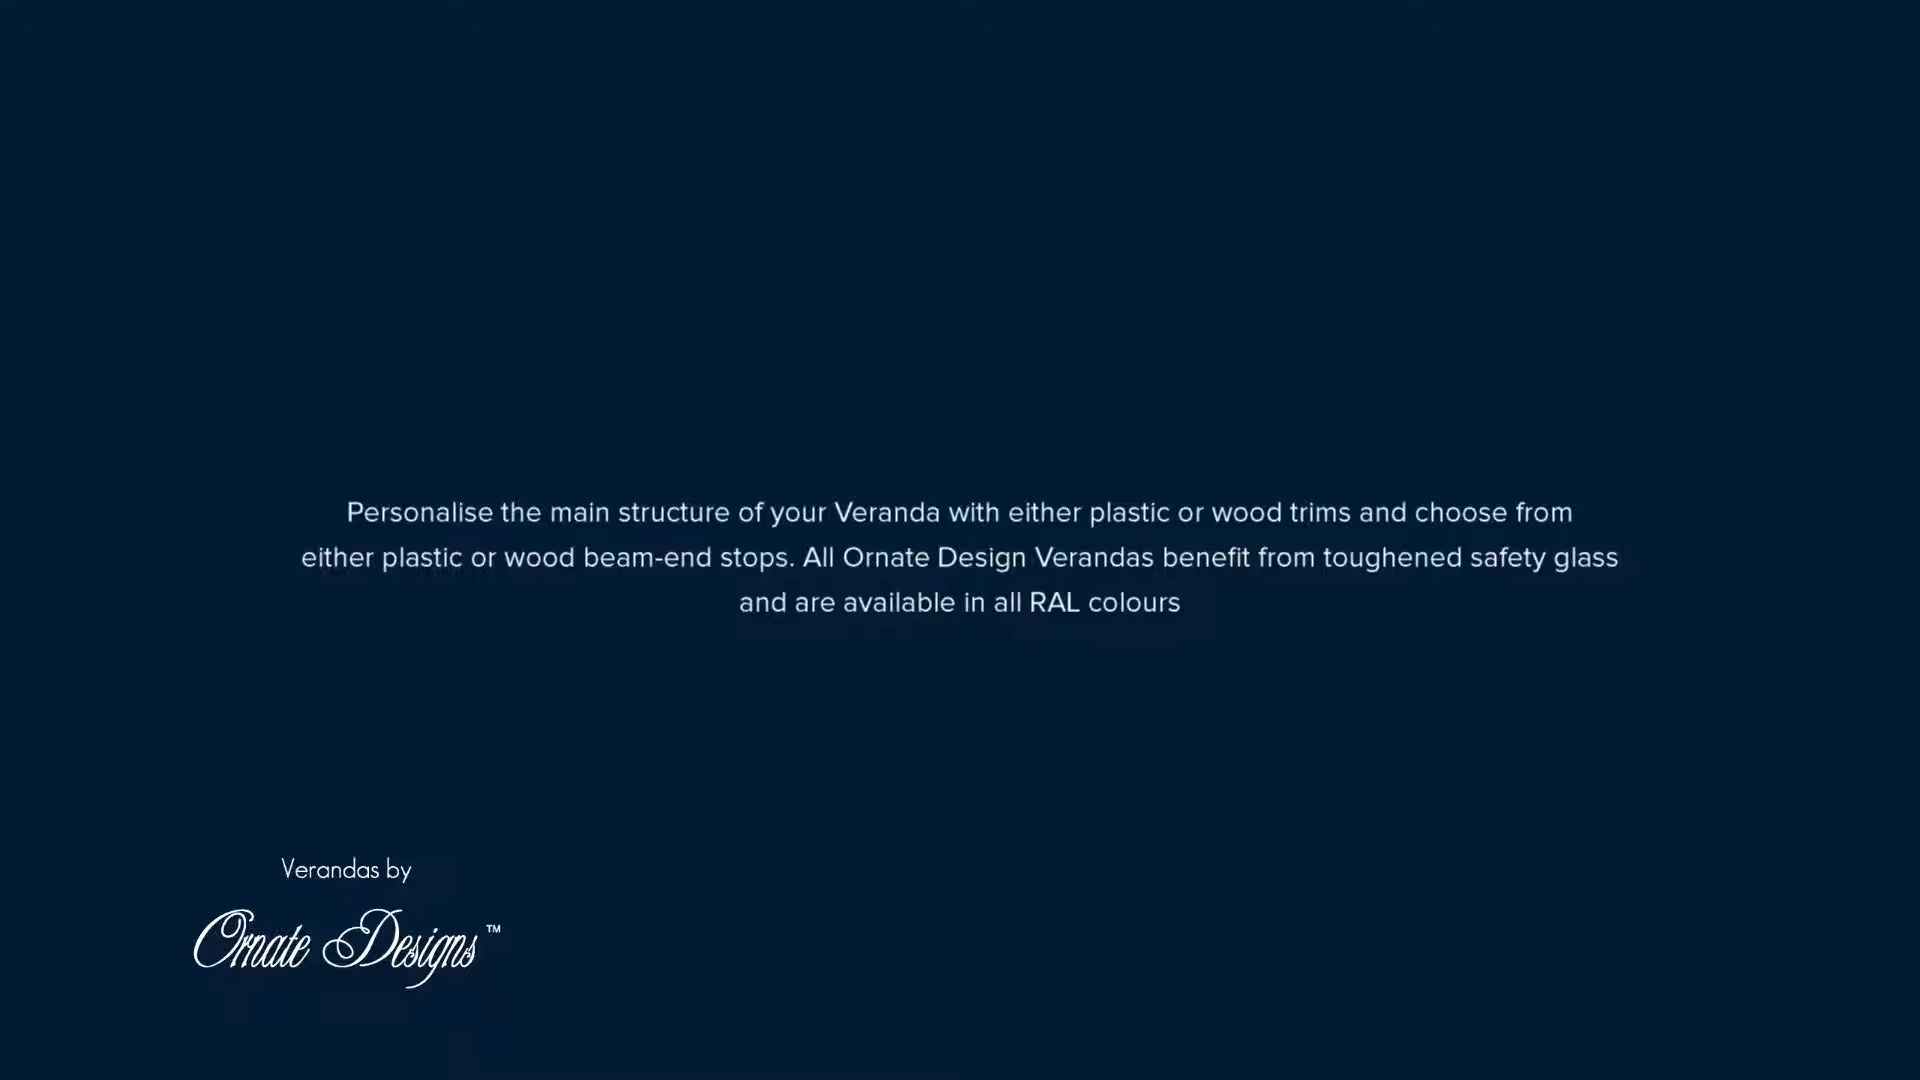 Personalise the main structure of your Veranda with either plastic or wood trims and choose from
either plastic or wood beam-end stops. All Ornate Design Verandas benefit from toughened safety glass
and are available in all RAL colours
Verandas by
Ornate Designs™